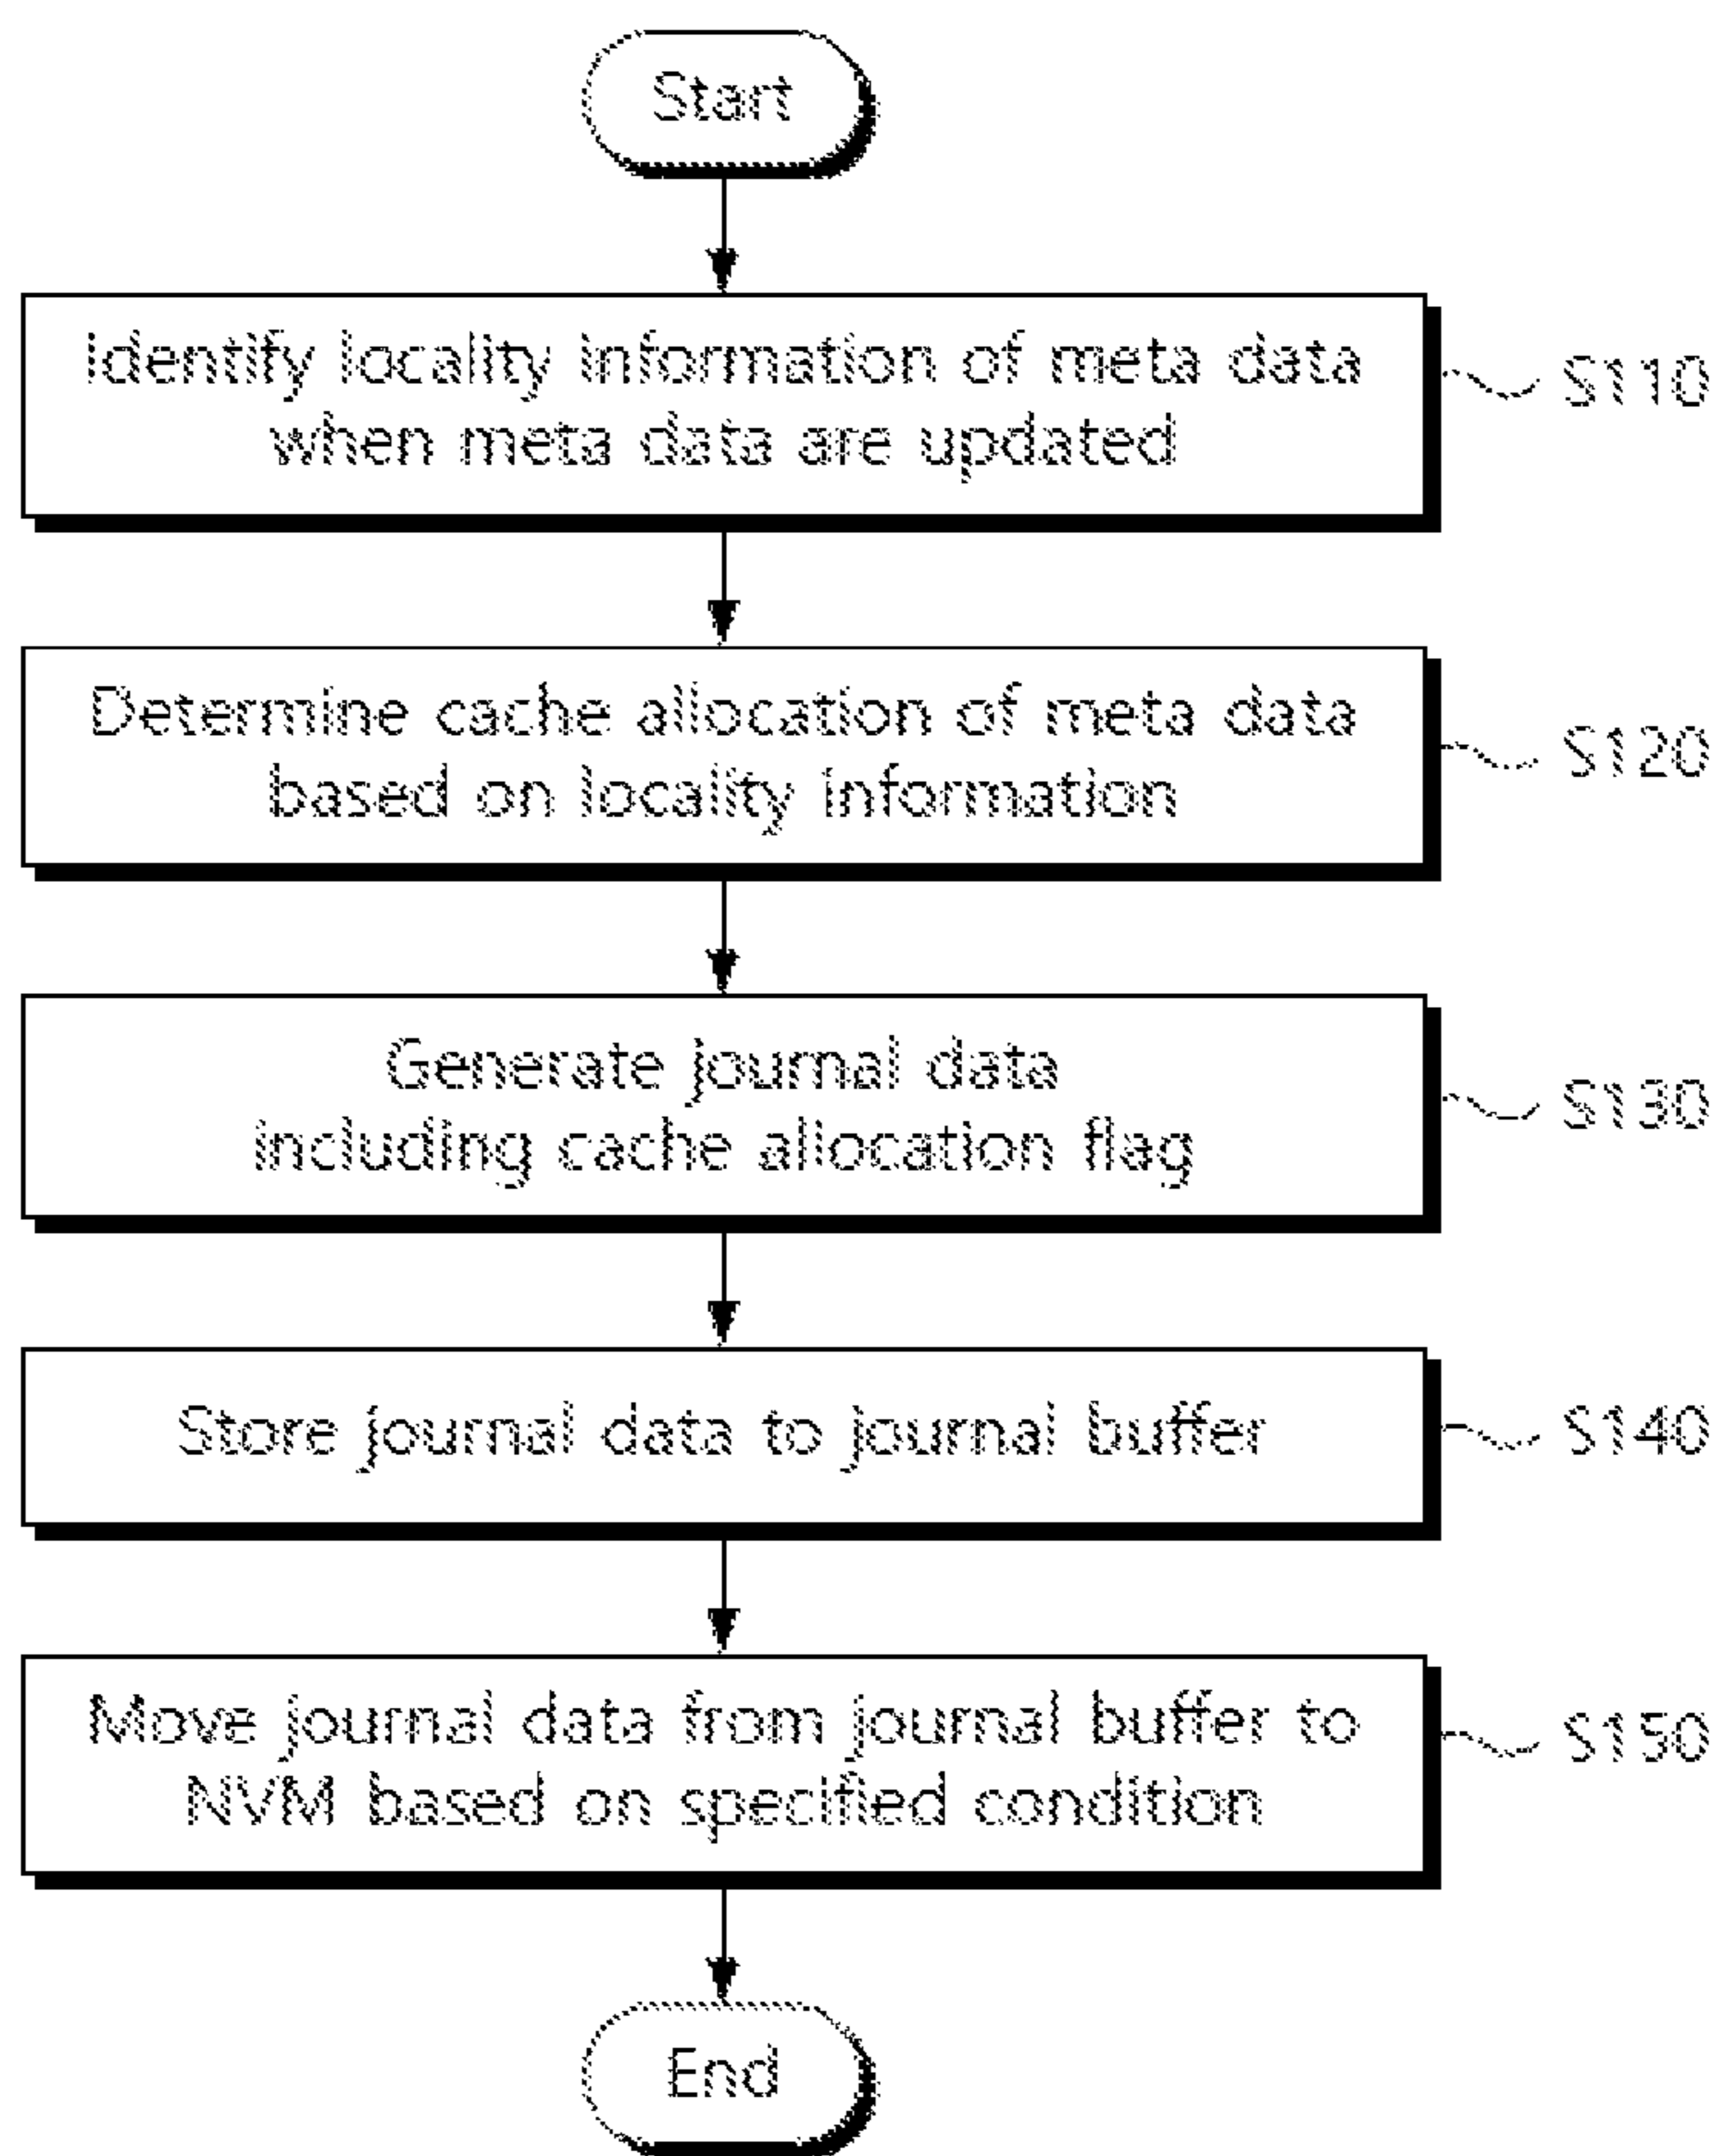 Start
Identify locality information of meta data
when meta data are updated
S110
Determine cache allocation of meta data
based on locality information
S120
Generate journal data
including cache allocation flag
S130
Store journal data to journal buffer
S140
Move journal data from journal buffer to
NVM based on specified condition
S150
End